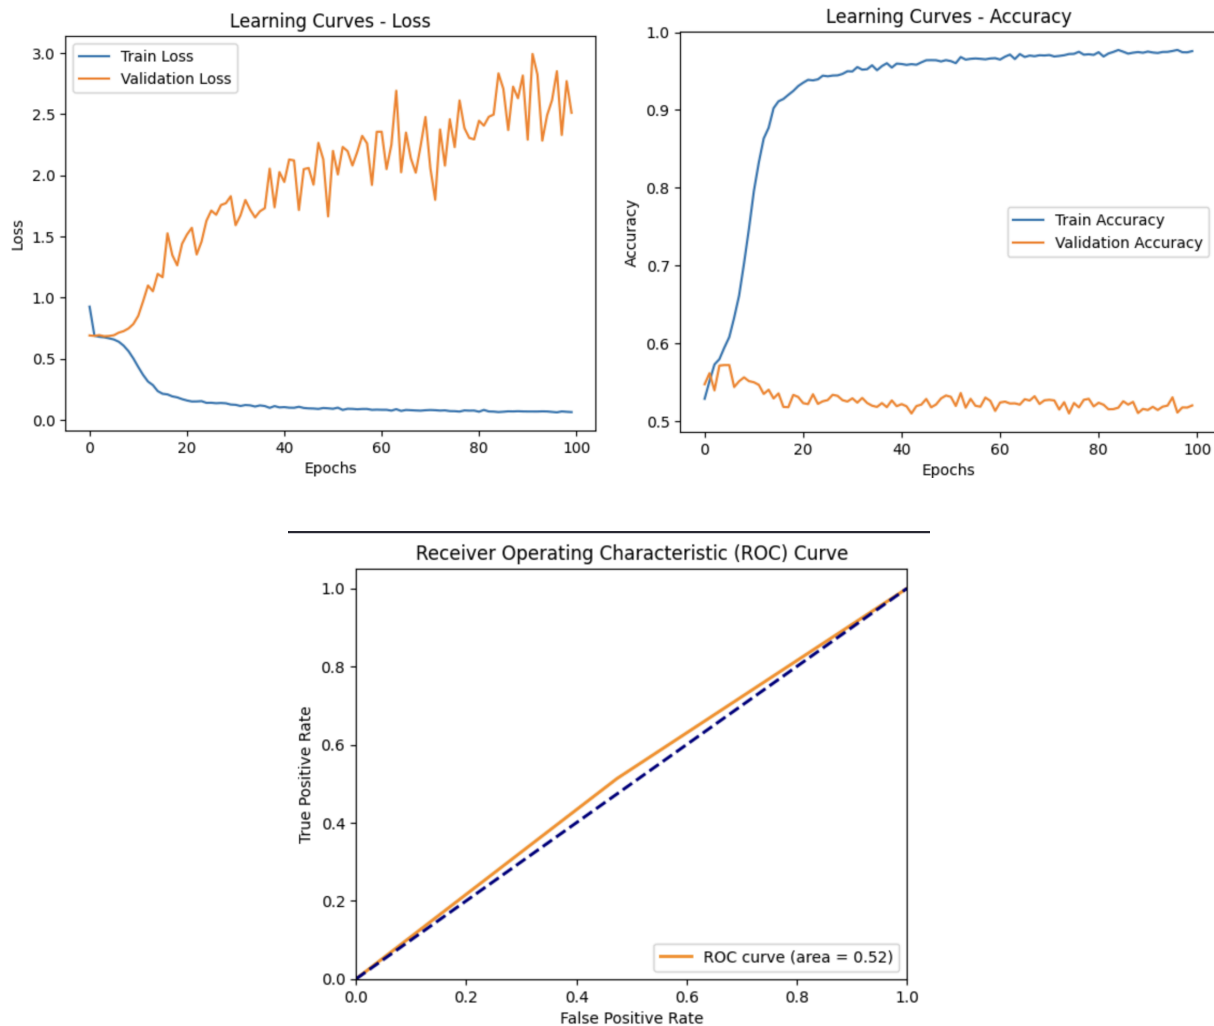 Learning Curves - Loss
Train Loss
Validation Loss
3.0
2.5
2.0
1.5
1.0
0.5
0.0
Loss
0 20 40 60 80 100
Epochs
Learning Curves - Accuracy
1.0
0.9
0.8
0.7
0.6
0.5
Accuracy
Train Accuracy
Validation Accuracy
0 20 40 60 80 100
Epochs
Receiver Operating Characteristic (ROC) Curve
1.0
0.8
0.6
0.4
0.2
0.0
True Positive Rate
ROC curve (area = 0.52)
0.0 0.2 0.4 0.6 0.8 1.0
False Positive Rate